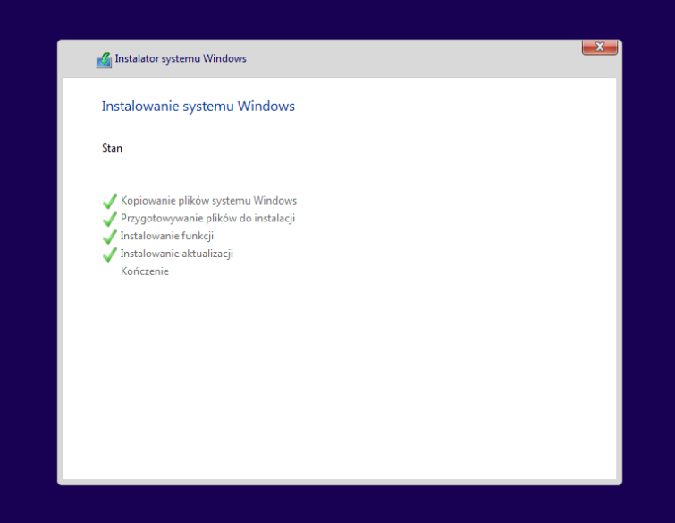 Instalator systemu Windows
Instalowanie systemu Windows
Stan
Kopiowanie plików systemu Windows
Przygotowywanie plików do instalacji
Instalowanie funkcji
Instalowanie aktualizacji
Kończenie